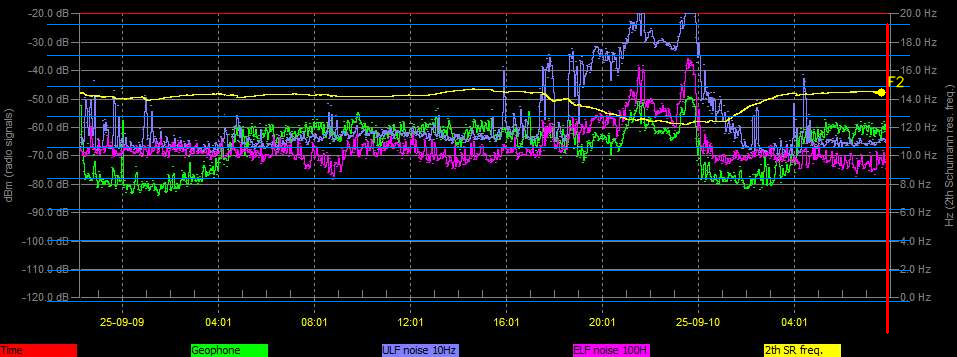 -20.0 dB 20.0 Hz
-30.0 dB 18.0 Hz
-40.0 dB 16.0 Hz
F2
-50.0 dB 14.0 Hz
-60.0 dB 12.0 Hz
-70.0 dB 10.0 Hz
-80.0 dB 8.0 Hz
-90.0 dB 6.0 Hz
-100.0 dB 4.0 Hz
-110.0 dB 2.0 Hz
-120.0 dB 0.0 Hz
dBm (radio signals)
Hz (2th Schumann res. freq.)
25-09-09 04:01 08:01 12:01 16:01 20:01 25-09-10 04:01
Time Geophone ULF noise 10Hz ELF noise 100H 2th SR freq.